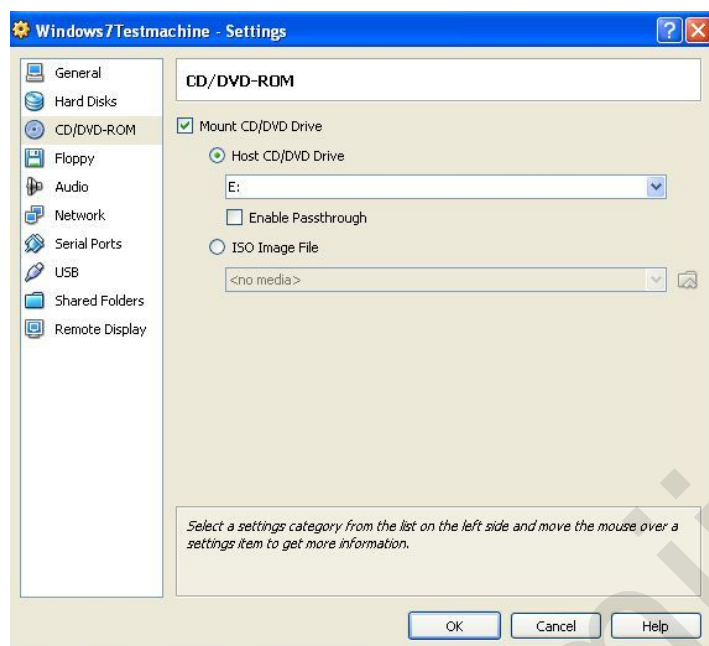 Windows7Testmachine - Settings
General
Hard Disks
CD/DVD-ROM
Floppy
Audio
Network
Serial Ports
USB
Shared Folders
Remote Display
CD/DVD-ROM
Mount CD/DVD Drive
Host CD/DVD Drive
E:
Enable Passthrough
ISO Image File
<no media>
Select a settings category from the list on the left side and move the mouse over a
settings item to get more information.
OK
Cancel
Help